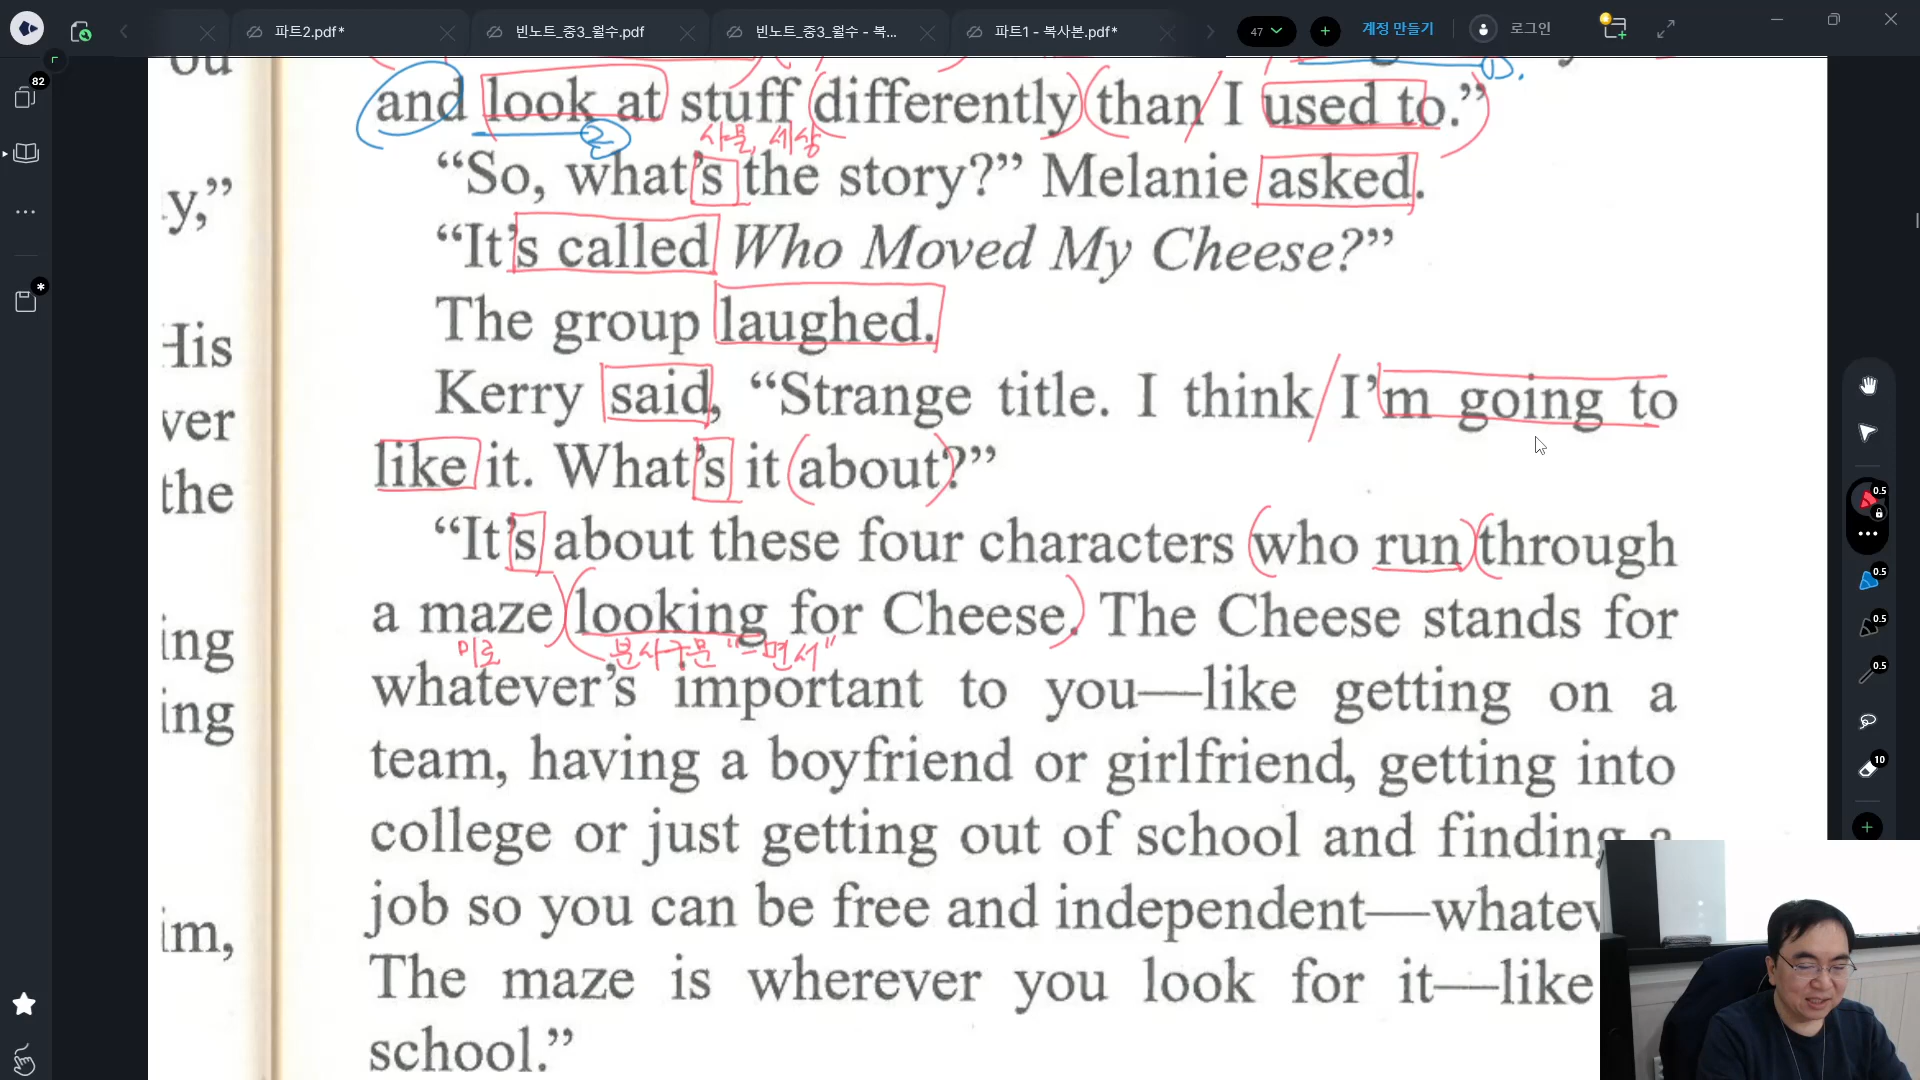 파트2.pdf*
빈노트_중3_월수.pdf
빈노트_중3_월수 - 복...
파트1 - 복사본.pdf*
47
계정 만들기
로그인
82
ou
and look at stuff differently than I used to.”
①.
②
사물, 세상
“So, what’s the story?” Melanie asked.
y,”
“It’s called Who Moved My Cheese?”
The group laughed.
His
Kerry said, “Strange title. I think I’m going to
ver
like it. What’s it about?”
the
“It’s about these four characters who run through
a maze looking for Cheese. The Cheese stands for
ing
미로
분사구문 “~면서”
whatever’s important to you—like getting on a
ing
team, having a boyfriend or girlfriend, getting into
college or just getting out of school and finding a
job so you can be free and independent—whatev
im,
The maze is wherever you look for it—like
school.”
0.5
0.5
0.5
0.5
10